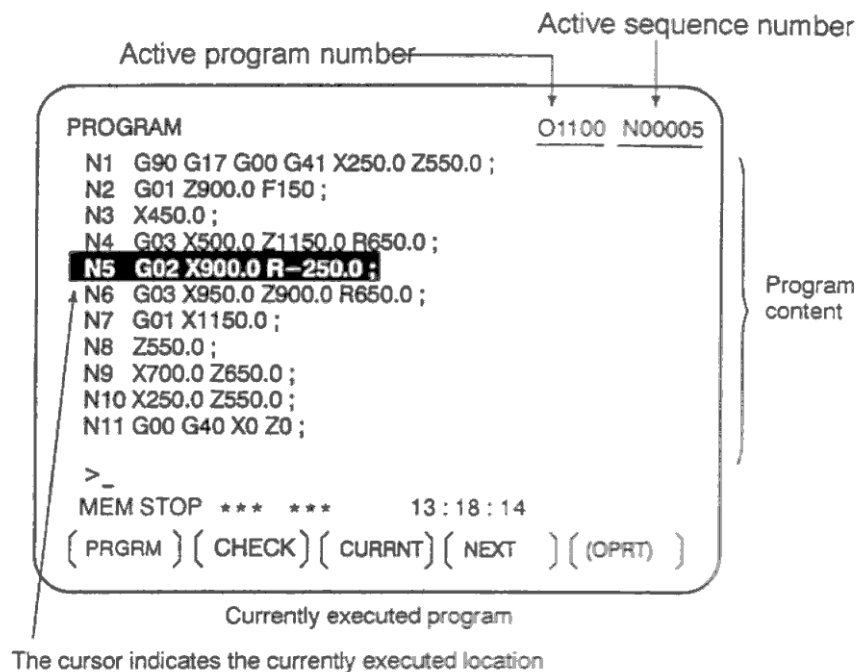 Active sequence number
Active program number
PROGRAM O1100 N00005
N1 G90 G17 G00 G41 X250.0 Z550.0 ;
N2 G01 Z900.0 F150 ;
N3 X450.0 ;
N4 G03 X500.0 Z1150.0 R650.0 ;
N5 G02 X900.0 R−250.0 ;
N6 G03 X950.0 Z900.0 R650.0 ;
N7 G01 X1150.0 ;
N8 Z550.0 ;
N9 X700.0 Z650.0 ;
N10 X250.0 Z550.0 ;
N11 G00 G40 X0 Z0 ;
Program
content
>_
MEM STOP *** *** 13 : 18 : 14
[ PRGRM ] [ CHECK ] [ CURRNT ] [ NEXT ] [ (OPRT) ]
Currently executed program
The cursor indicates the currently executed location